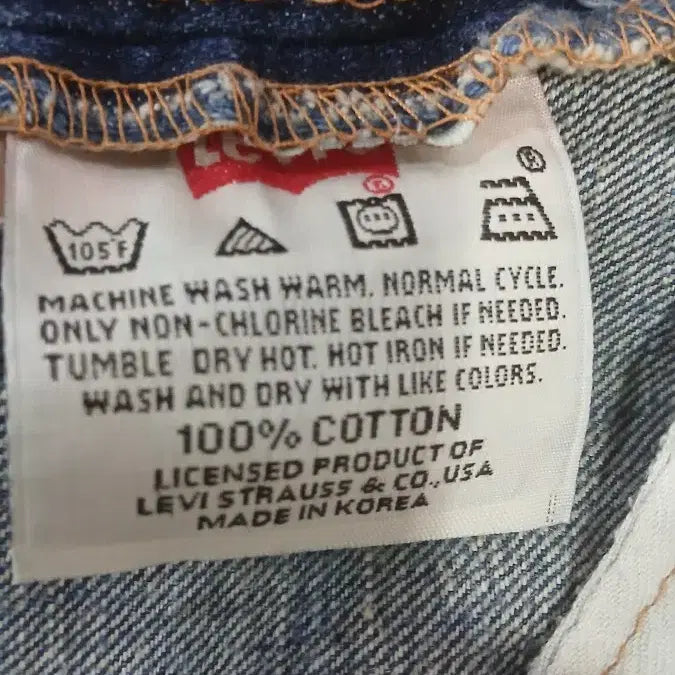 Levi's
®
®
105°F
MACHINE WASH WARM. NORMAL CYCLE.
ONLY NON-CHLORINE BLEACH IF NEEDED.
TUMBLE DRY HOT. HOT IRON IF NEEDED.
WASH AND DRY WITH LIKE COLORS.
100% COTTON
LICENSED PRODUCT OF
LEVI STRAUSS & CO., USA
MADE IN KOREA